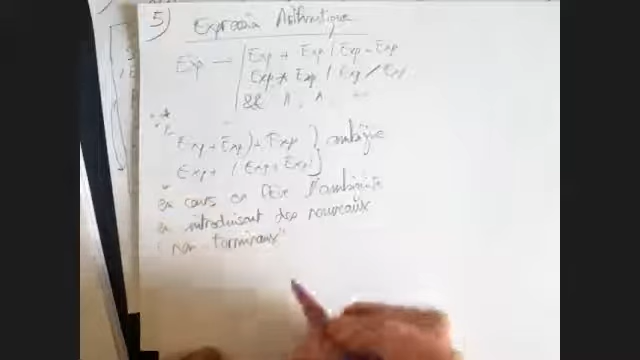 5) Expression Arithmétique
Exp → | Exp + Exp | Exp - Exp
Exp * Exp | Exp / Exp
&& ∧, ∧,
(Exp + Exp) + Exp } ambigüe
Exp + (Exp + Exp)
en cours on lève l'ambiguïté
en introduisant des nouveaux
"non terminaux"